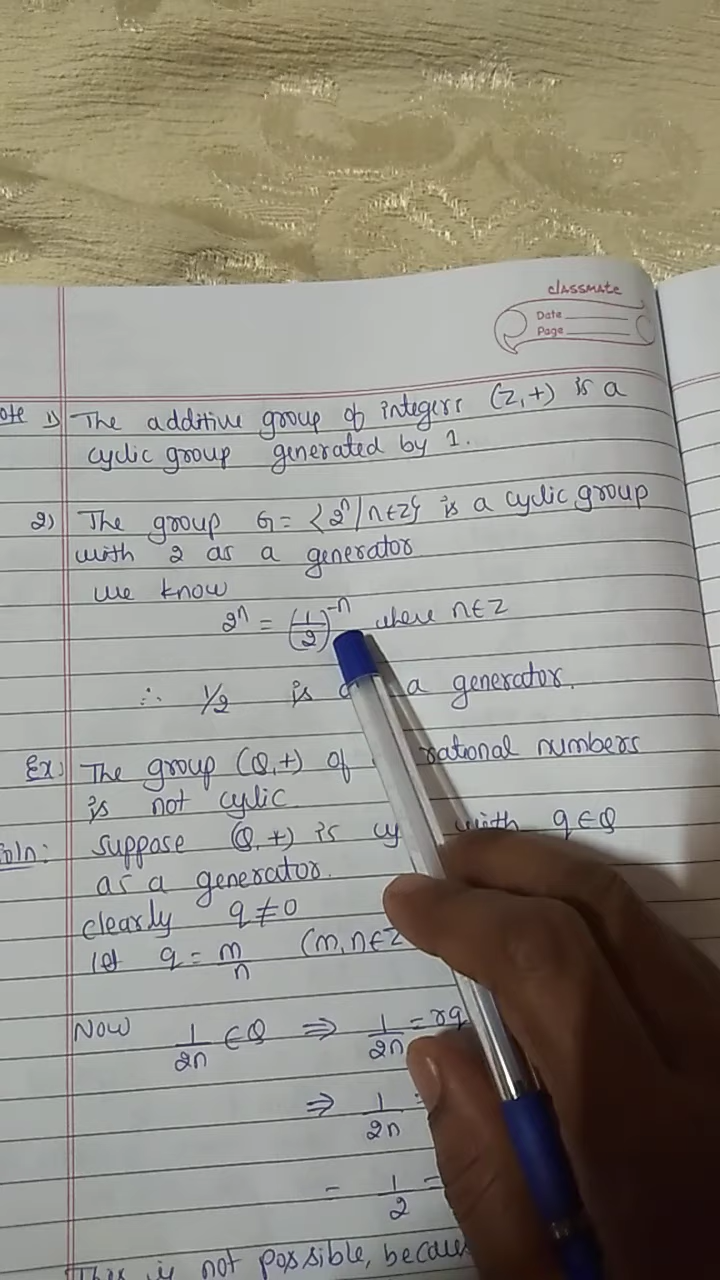 classmate
Date
Page
ote 1) The additive group of integers (Z,+) is a
cyclic group generated by 1.
2) The group G = {2ⁿ/n∈Z} is a cyclic group
with 2 as a generator
we know
2ⁿ = (1/2)⁻ⁿ where n∈Z
∴ 1/2 is a generator.
Ex: The group (Q,+) of rational numbers
is not cyclic
soln: suppose (Q,+) is cy with q∈Q
as a generator.
clearly q≠0
let q = m/n (m,n∈Z
Now 1/2n ∈Q ⇒ 1/2n = rq
⇒ 1/2n =
= 1/2 =
This is not possible, becau